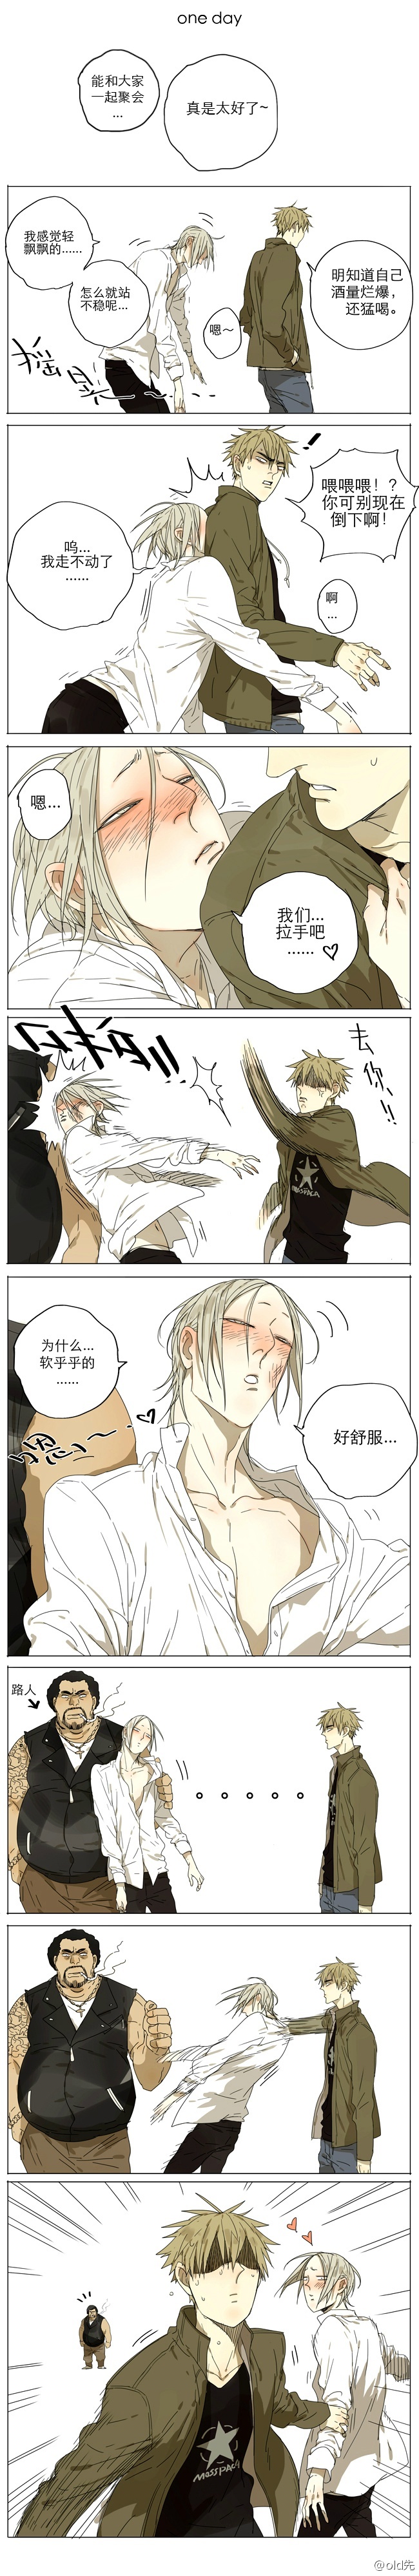 one day
能和大家
一起聚会
...
真是太好了~
我感觉轻
飘飘的......
怎么就站
不稳呢...
摇晃~~
嗯~
明知道自己
酒量烂爆，
还猛喝。
!
喂喂喂！？
你可别现在
倒下啊！
呜...
我走不动了
......
啊
...
嗯...
我们...
拉手吧
......♡
去
你!!
MOSSPACA
为什么...
软乎乎的
......
嗯~
好舒服...
路人
。。。。。
MOSSPACA
@old先